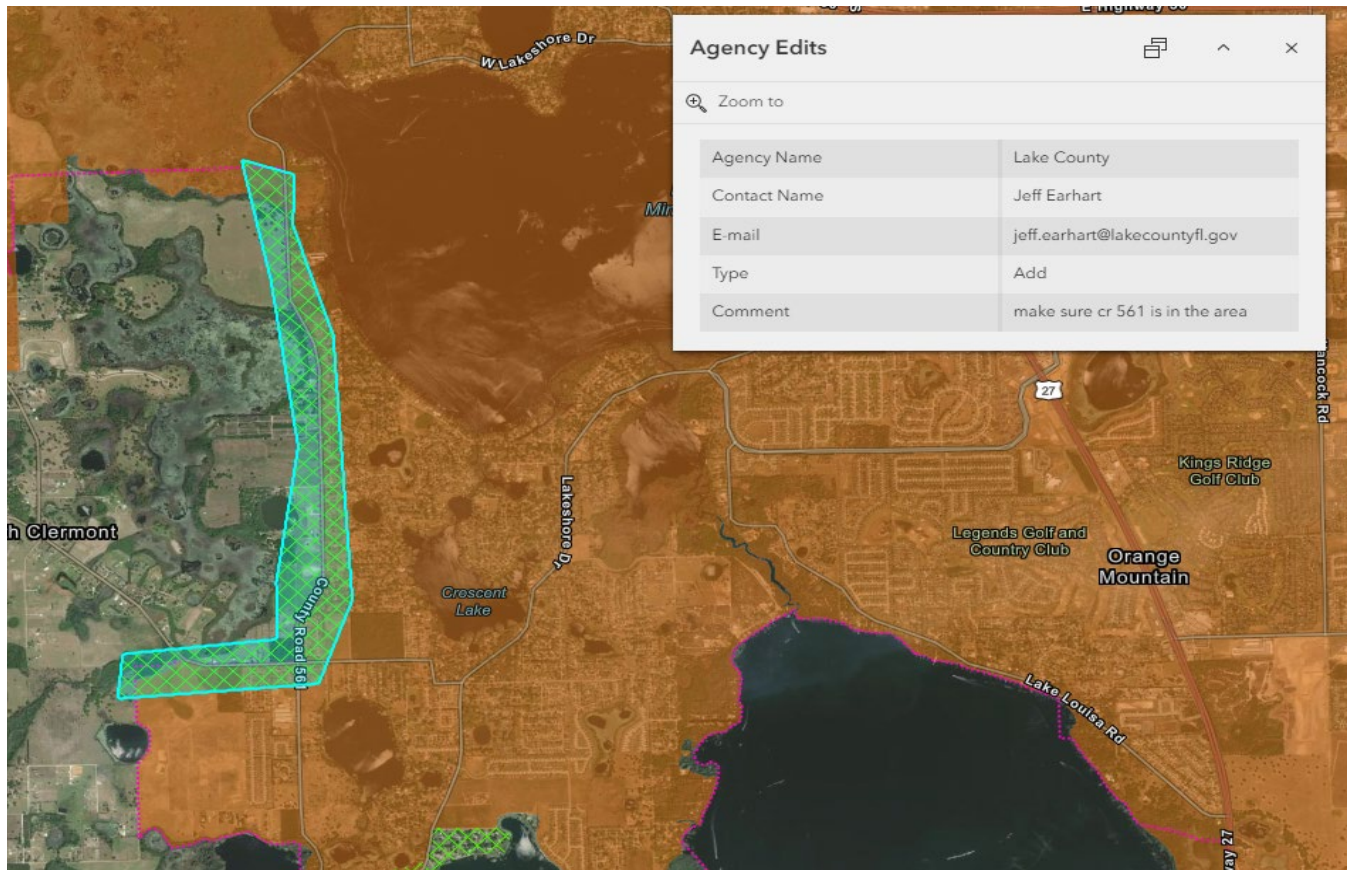 W Lakeshore Dr
Agency Edits
Zoom to
Agency Name Lake County
Contact Name Jeff Earhart
E-mail jeff.earhart@lakecountyfl.gov
Type Add
Comment make sure cr 561 is in the area
27
Hancock Rd
Kings Ridge
Golf Club
Lakeshore Dr
h Clermont
Legends Golf and
Country Club
Orange
Mountain
Crescent
Lake
County Road 561
Lake Louisa Rd
way 27